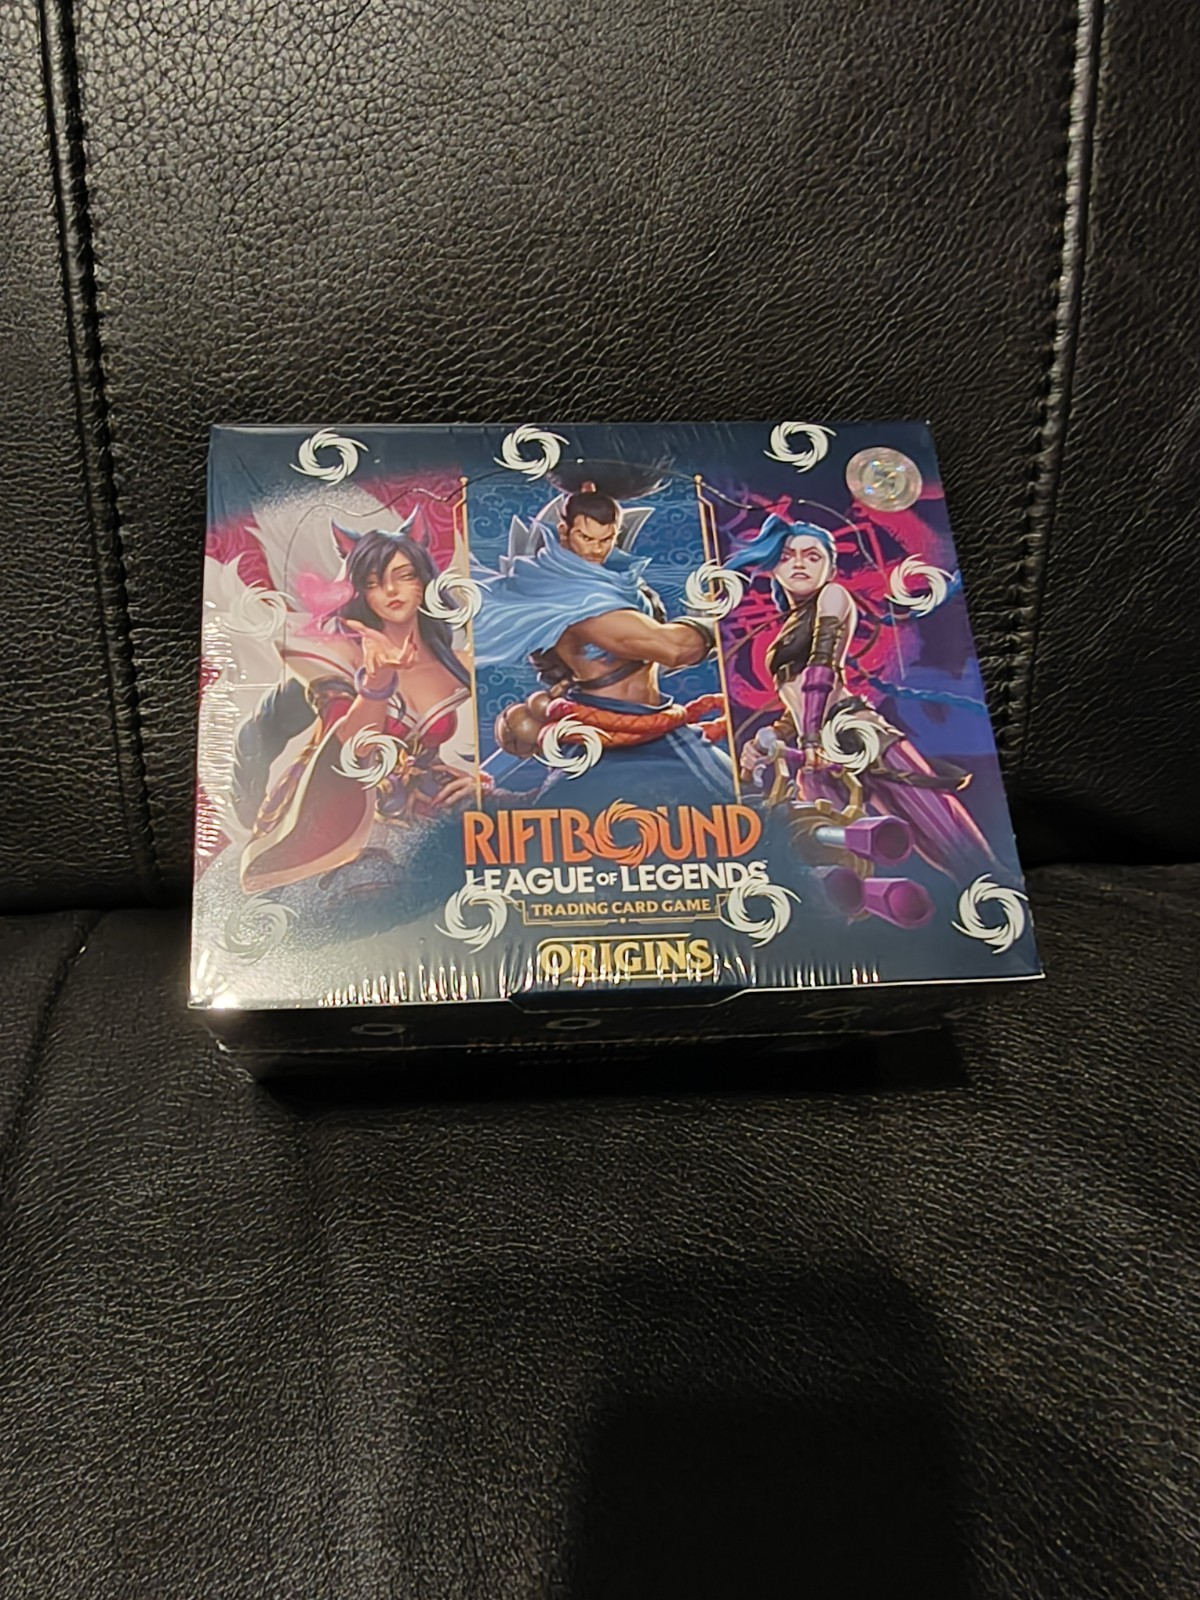 RIFTBOUND
LEAGUE OF LEGENDS
TRADING CARD GAME
ORIGINS